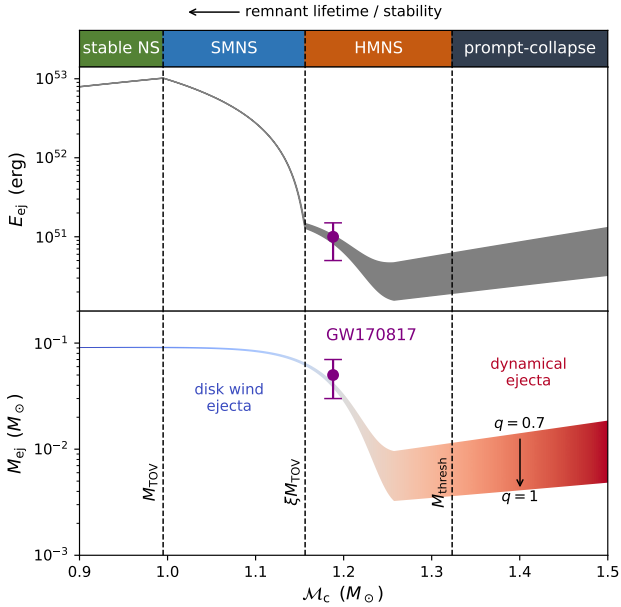 remnant lifetime / stability
stable NS SMNS HMNS prompt-collapse
10^53
10^52
10^51
E_ej (erg)
GW170817
10^-1
10^-2
10^-3
M_ej (M_⊙)
disk wind
ejecta
dynamical
ejecta
q = 0.7
q = 1
M_TOV
ξM_TOV
M_thresh
0.9 1.0 1.1 1.2 1.3 1.4 1.5
ℳ_c (M_⊙)